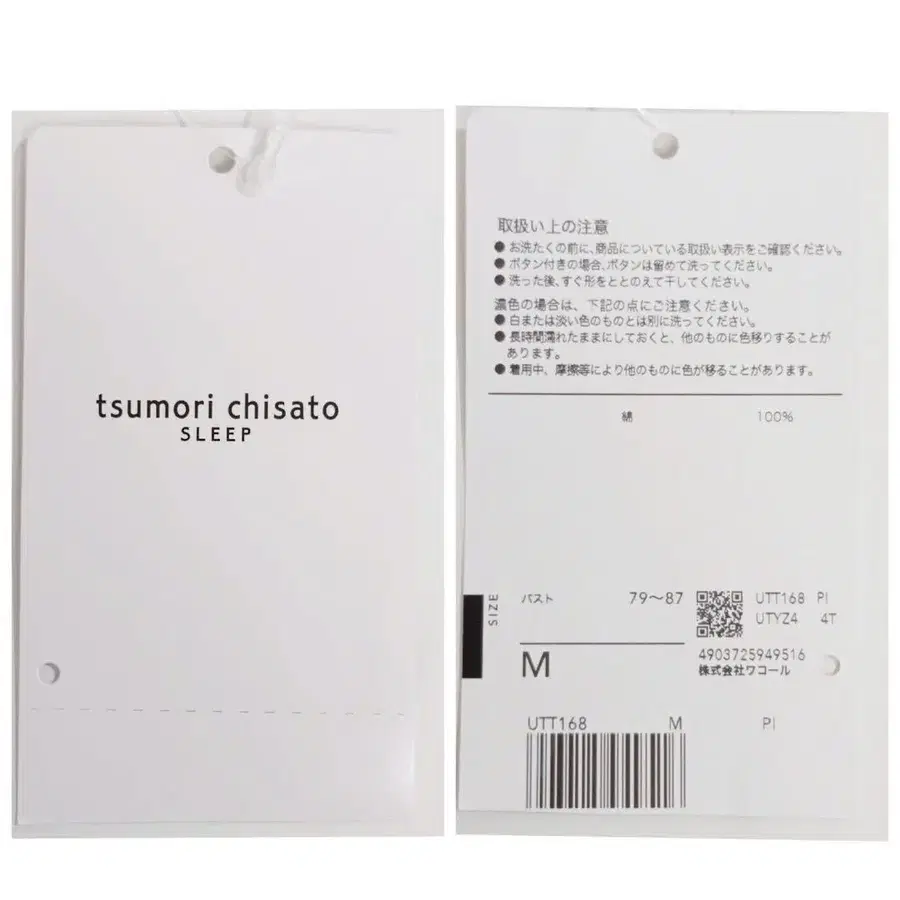 tsumori chisato
SLEEP
取扱い上の注意
● お洗たくの前に、商品についている取扱い表示をご確認ください。
● ボタン付きの場合、ボタンは留めて洗ってください。
● 洗った後、すぐ形をととのえて干してください。
濃色の場合は、下記の点にご注意ください。
● 白または淡い色のものとは別に洗ってください。
● 長時間濡れたままにしておくと、他のものに色移りすることが
あります。
● 着用中、摩擦等により他のものに色が移ることがあります。
綿 100%
SIZE
バスト 79〜87
M
UTT168 PI
UTYZ4 4T
4903725949516
株式会社ワコール
UTT168 M PI